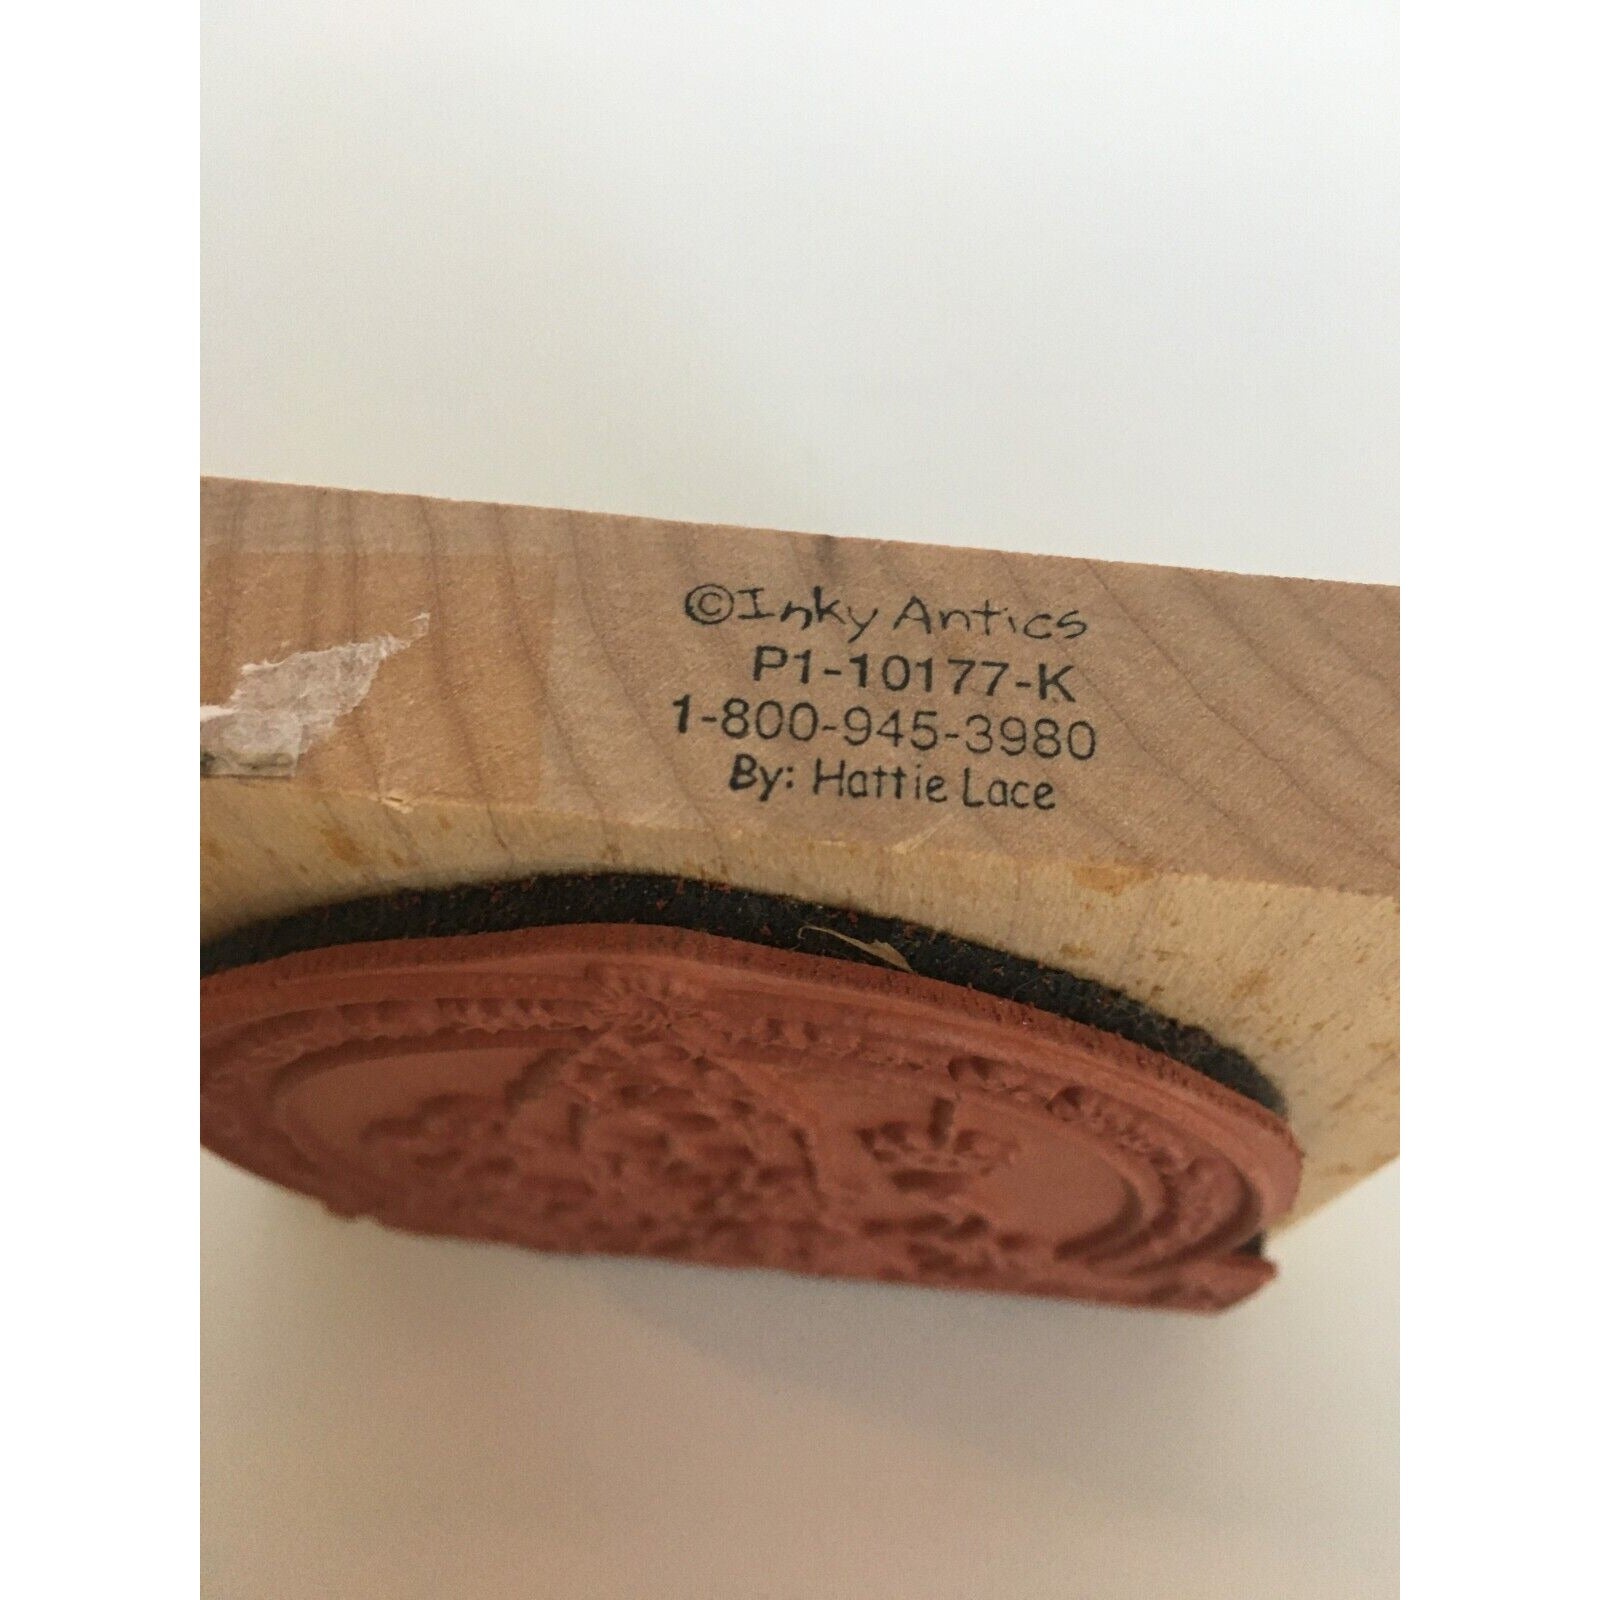 ©Inky Antics
P1-10177-K
1-800-945-3980
By: Hattie Lace